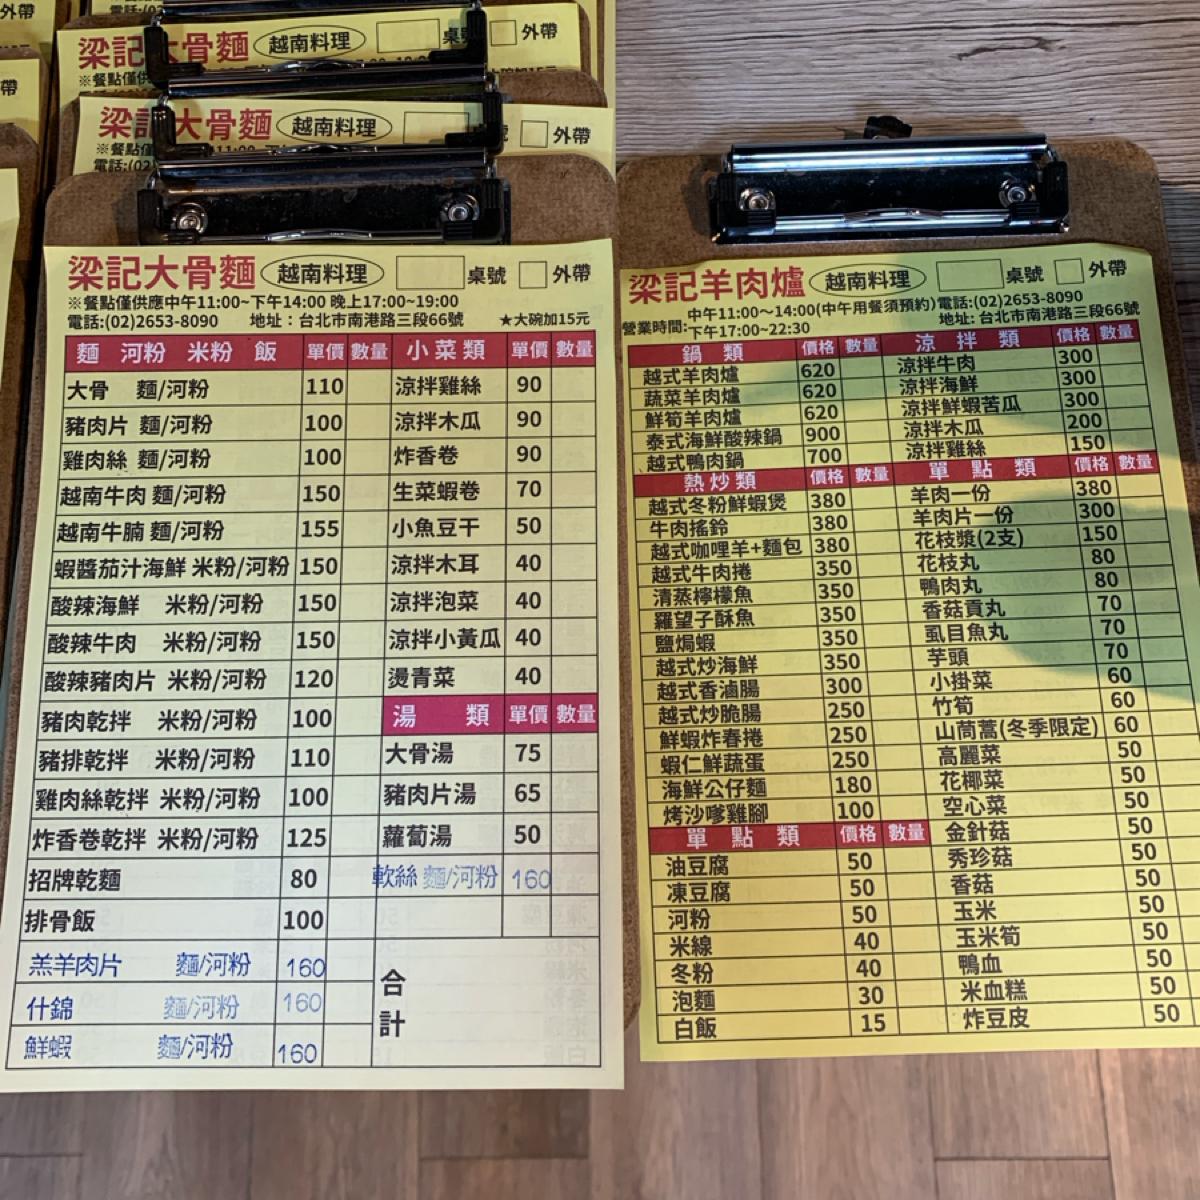 外帶
梁記大骨麵 越南料理 桌號 外帶
※餐點僅供
梁記大骨麵 越南料理 號 外帶
※餐點僅
電話:(02)
梁記大骨麵 越南料理 桌號 外帶
※餐點僅供應中午11:00~下午14:00 晚上17:00~19:00
電話:(02)2653-8090 地址：台北市南港路三段66號 ★大碗加15元
麵 河粉 米粉 飯 單價 數量 小菜類 單價 數量
大骨 麵/河粉 110 涼拌雞絲 90
豬肉片 麵/河粉 100 涼拌木瓜 90
雞肉絲 麵/河粉 100 炸香卷 90
越南牛肉 麵/河粉 150 生菜蝦卷 70
越南牛腩 麵/河粉 155 小魚豆干 50
蝦醬茄汁海鮮 米粉/河粉 150 涼拌木耳 40
酸辣海鮮 米粉/河粉 150 涼拌泡菜 40
酸辣牛肉 米粉/河粉 150 涼拌小黃瓜 40
酸辣豬肉片 米粉/河粉 120 燙青菜 40
豬肉乾拌 米粉/河粉 100 湯 類 單價 數量
豬排乾拌 米粉/河粉 110 大骨湯 75
雞肉絲乾拌 米粉/河粉 100 豬肉片湯 65
炸香卷乾拌 米粉/河粉 125 蘿蔔湯 50
招牌乾麵 80 軟絲 麵/河粉 160
排骨飯 100
羔羊肉片 麵/河粉 160
什錦 麵/河粉 160
鮮蝦 麵/河粉 160
合計
梁記羊肉爐 越南料理 桌號 外帶
營業時間: 中午11:00～14:00(中午用餐須預約) 電話:(02)2653-8090
下午17:00~22:30 地址: 台北市南港路三段66號
鍋 類 價格 數量 涼 拌 類 價格 數量
越式羊肉爐 620 涼拌牛肉 300
蔬菜羊肉爐 620 涼拌海鮮 300
鮮筍羊肉爐 620 涼拌鮮蝦苦瓜 300
泰式海鮮酸辣鍋 900 涼拌木瓜 200
越式鴨肉鍋 700 涼拌雞絲 150
熱炒類 價格 數量 單 點 類 價格 數量
越式冬粉鮮蝦煲 380 羊肉一份 380
牛肉搖鈴 380 羊肉片一份 300
越式咖哩羊+麵包 380 花枝漿(2支) 150
越式牛肉捲 350 花枝丸 80
清蒸檸檬魚 350 鴨肉丸 80
羅望子酥魚 350 香菇貢丸 70
鹽焗蝦 350 虱目魚丸 70
越式炒海鮮 350 芋頭 70
越式香滷腸 300 小掛菜 60
越式炒脆腸 250 竹筍 60
鮮蝦炸春捲 250 山茼蒿(冬季限定) 60
蝦仁鮮蔬蛋 250 高麗菜 50
海鮮公仔麵 180 花椰菜 50
烤沙嗲雞腳 100 空心菜 50
單 點 類 價格 數量 金針菇 50
油豆腐 50 秀珍菇 50
凍豆腐 50 香菇 50
河粉 50 玉米 50
米線 40 玉米筍 50
冬粉 40 鴨血 50
泡麵 30 米血糕 50
白飯 15 炸豆皮 50